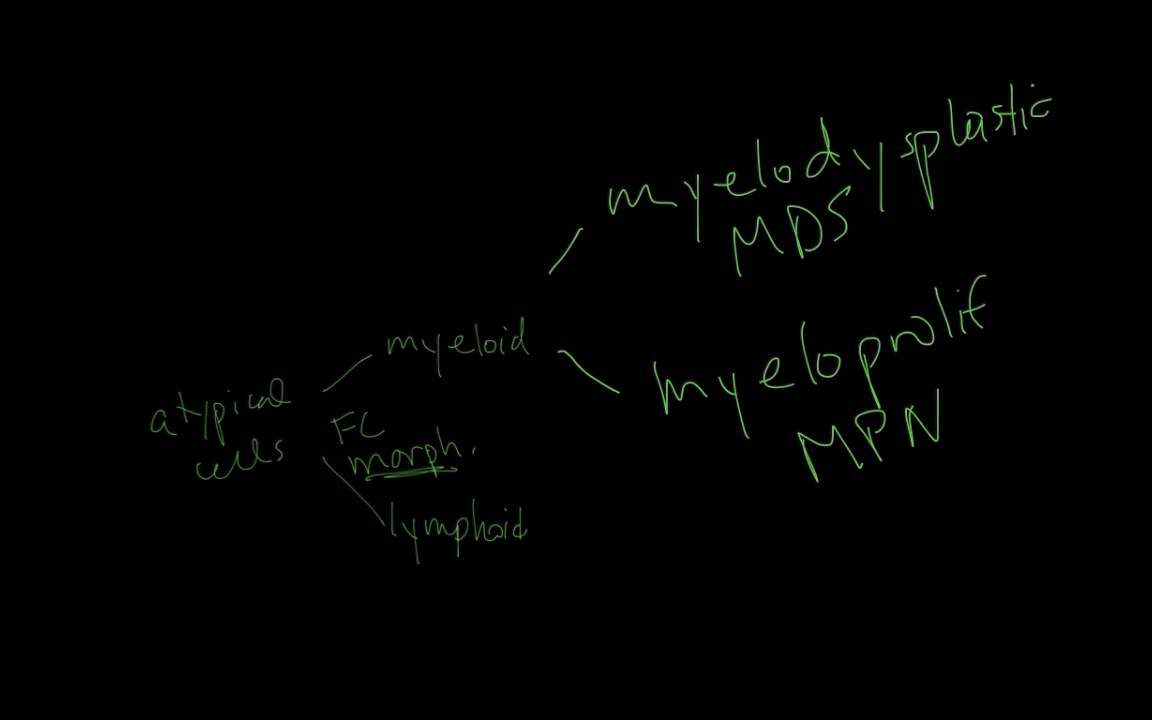 myelodysplastic
MDS
myeloid
myeloprolif
MPN
atypical
cells
FC
morph.
lymphoid